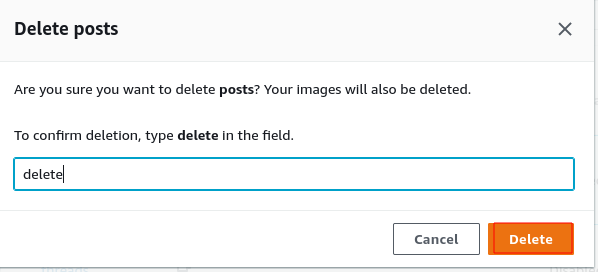 Delete posts
Are you sure you want to delete posts? Your images will also be deleted.
To confirm deletion, type delete in the field.
delete
Cancel
Delete